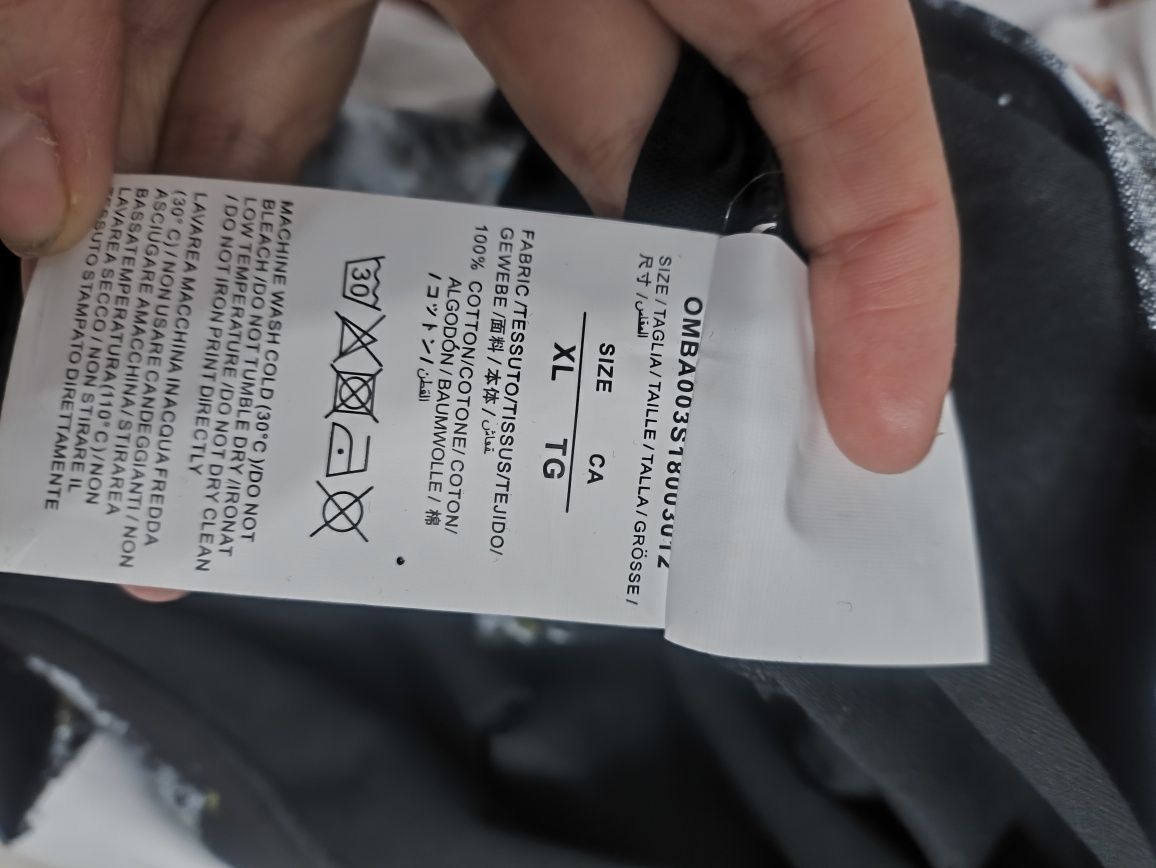 OMBA003S18003012
SIZE / TAGLIA / TAILLE / TALLA / GRÖSSE /
尺寸 / المقاس
SIZE CA
XL TG
FABRIC /TESSUTO/TISSUS/TEJIDO/
GEWEBE /面料 / 本体 / قماش
100% COTTON/COTONE/ COTON/
ALGODÓN / BAUMWOLLE / 棉
/ コットン / القطن
30
MACHINE WASH COLD (30°C )/DO NOT
BLEACH /DO NOT TUMBLE DRY /IRON AT
LOW TEMPERATURE /DO NOT DRY CLEAN
/ DO NOT IRON PRINT DIRECTLY
LAVARE A MACCHINA IN ACQUA FREDDA
(30° C) / NON USARE CANDEGGIANTI / NON
ASCIUGARE A MACCHINA / STIRARE A
BASSA TEMPERATURA (110° C) / NON
LAVARE A SECCO / NON STIRARE IL
TESSUTO STAMPATO DIRETTAMENTE